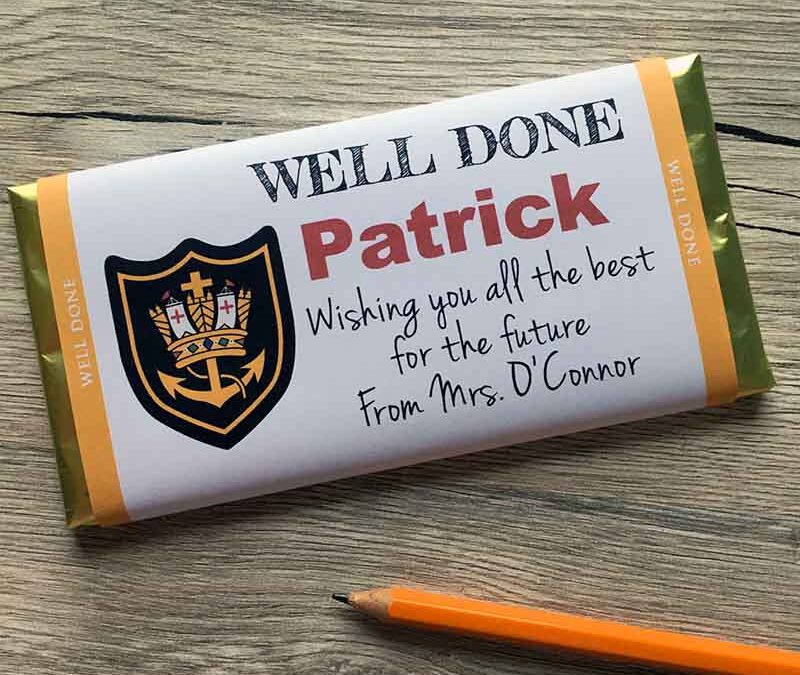 WELL DONE
Patrick
Wishing you all the best
for the future
From Mrs. O'Connor
WELL DONE
WELL DONE